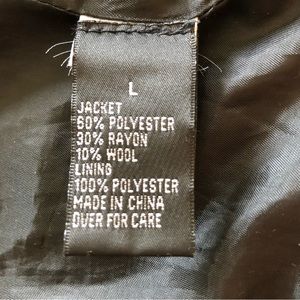 L
JACKET
60% POLYESTER
30% RAYON
10% WOOL
LINING
100% POLYESTER
MADE IN CHINA
OVER FOR CARE